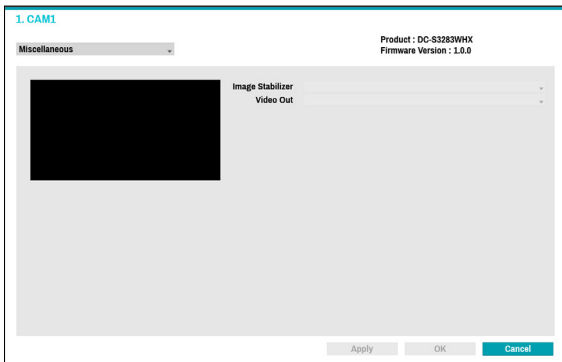 1. CAM1
Miscellaneous
Product : DC-S3283WHX
Firmware Version : 1.0.0
Image Stabilizer
Video Out
Apply
OK
Cancel